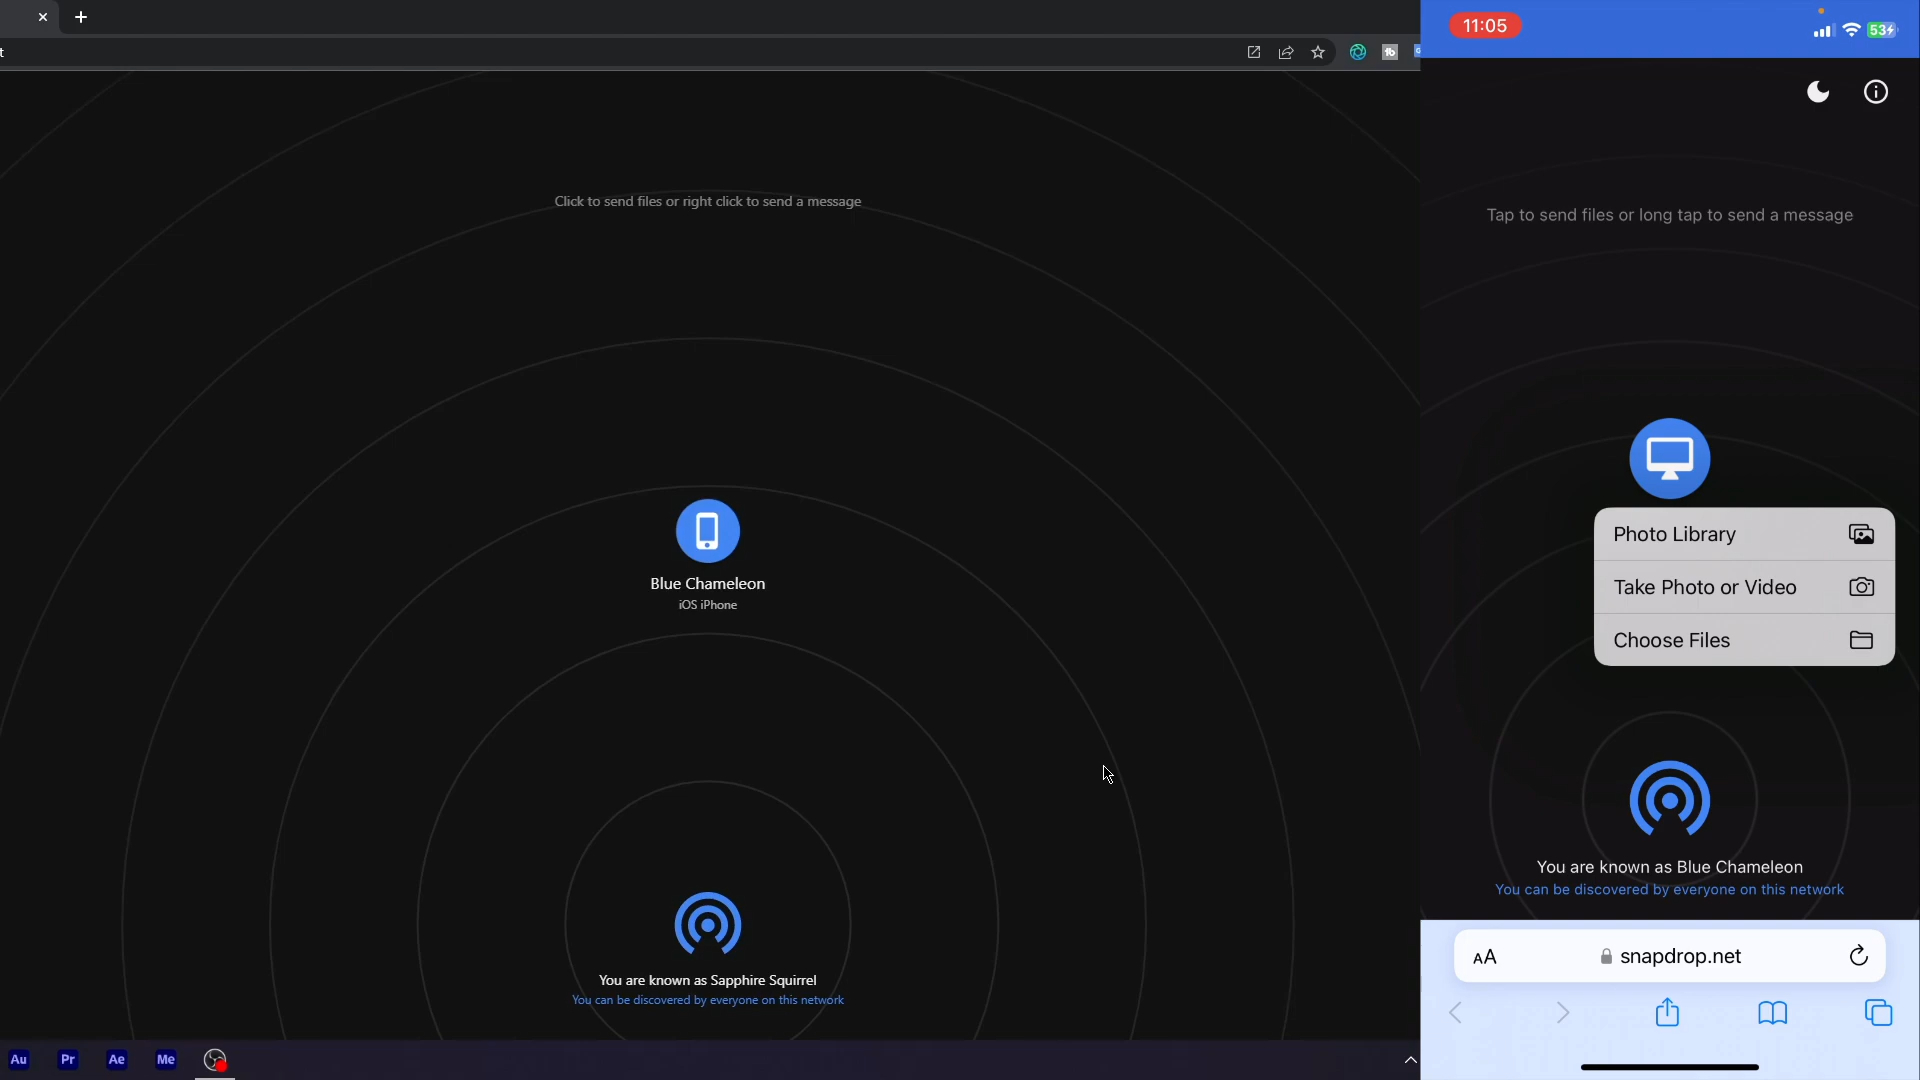 t
Click to send files or right click to send a message
Blue Chameleon
iOS iPhone
You are known as Sapphire Squirrel
You can be discovered by everyone on this network
Au Pr Ae Me
11:05
53
Tap to send files or long tap to send a message
Photo Library
Take Photo or Video
Choose Files
You are known as Blue Chameleon
You can be discovered by everyone on this network
AA snapdrop.net